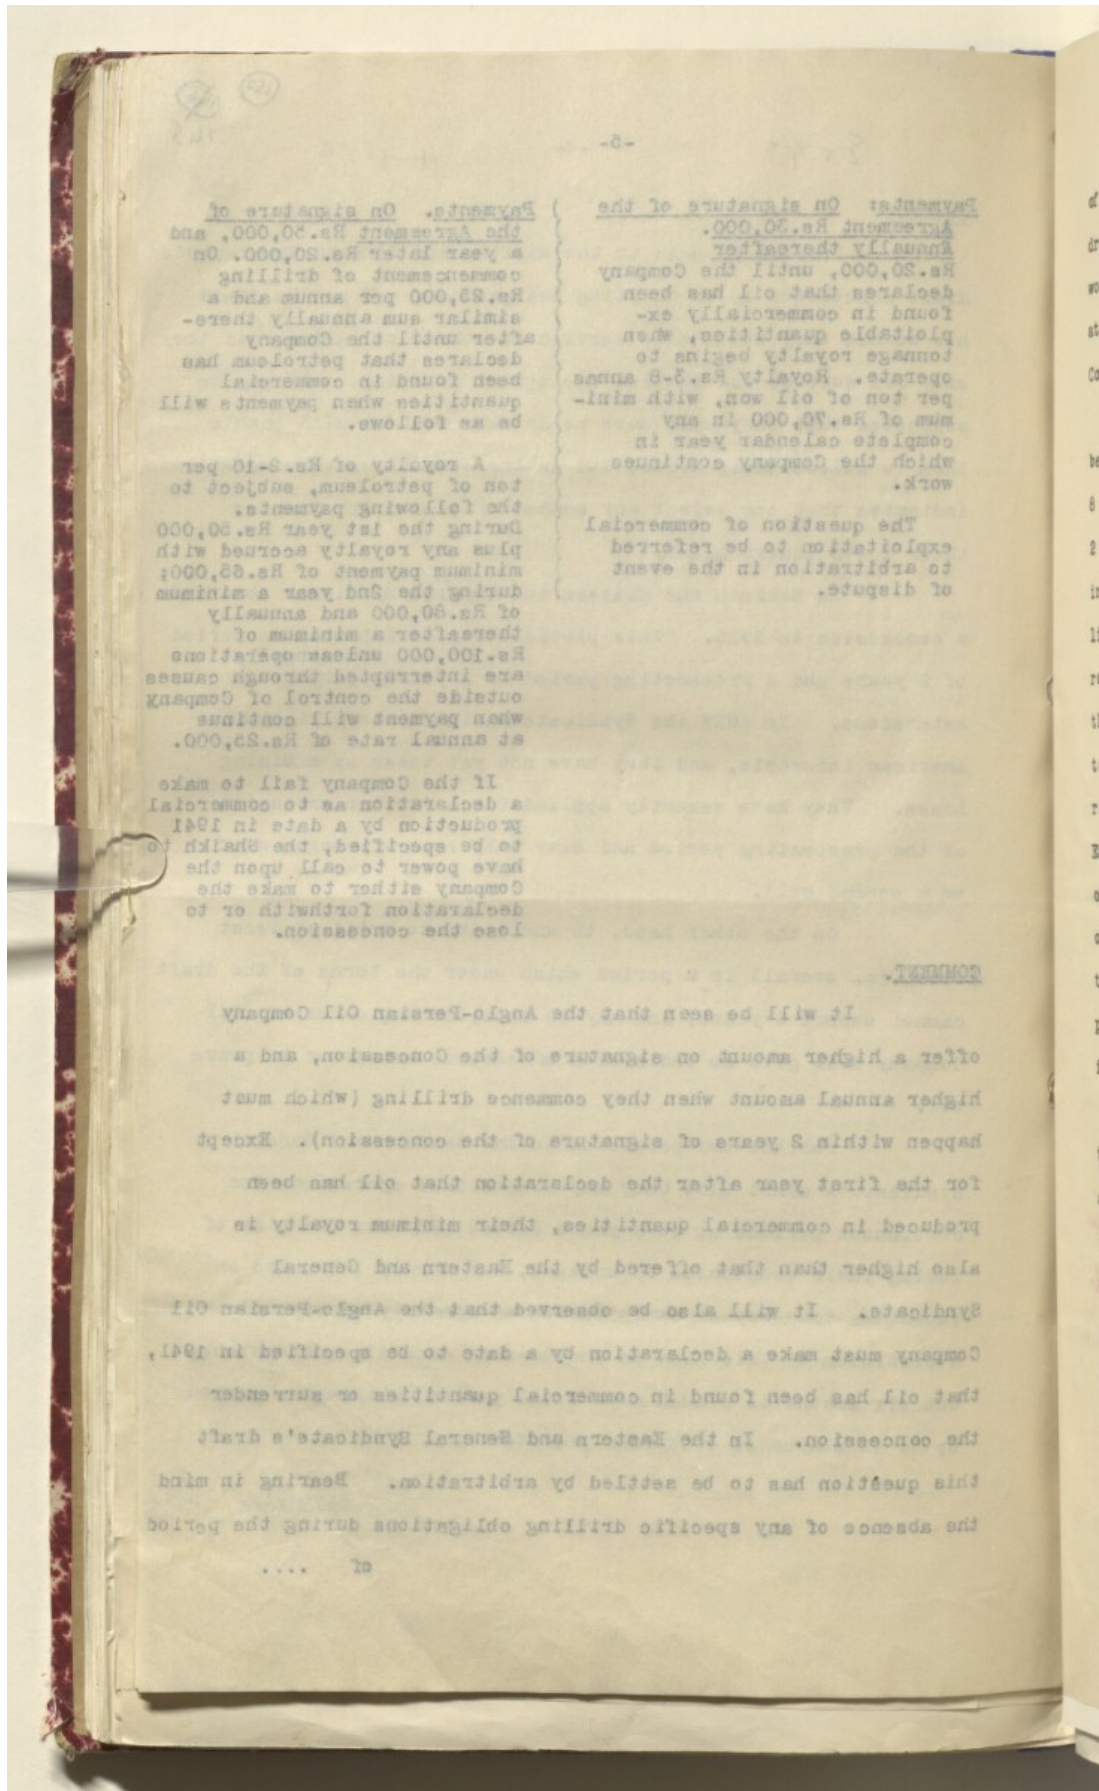 -5-
Payments: On signature of the
Agreement Rs.30,000.
Annually thereafter
Rs.20,000, until the Company
declares that oil has been
found in commercially ex-
ploitable quantities, when
tonnage royalty begins to
operate. Royalty Rs.3-8 annas
per ton of oil won, with mini-
mum of Rs.70,000 in any
complete calendar year in
which the Company continues
work.
The question of commercial
exploitation to be referred
to arbitration in the event
of dispute.
Payments. On signature of
the Agreement Rs.50,000, and
a year later Rs.20,000. On
commencement of drilling
Rs.25,000 per annum and a
similar sum annually there-
after until the Company
declares that petroleum has
been found in commercial
quantities when payments will
be as follows.
A royalty of Rs.2-10 per
ton of petroleum, subject to
the following payments.
During the 1st year Rs.50,000
plus any royalty accrued with
minimum payment of Rs.65,000;
during the 2nd year a minimum
of Rs.80,000 and annually
thereafter a minimum of
Rs.100,000 unless operations
are interrupted through causes
outside the control of Company
when payment will continue
at annual rate of Rs.25,000.
If the Company fail to make
a declaration as to commercial
production by a date in 1941
to be specified, the Shaikh to
have power to call upon the
Company either to make the
declaration forthwith or to
lose the concession.
COMMENT.
It will be seen that the Anglo-Persian Oil Company
offer a higher amount on signature of the Concession, and a
higher annual amount when they commence drilling (which must
happen within 2 years of signature of the concession). Except
for the first year after the declaration that oil has been
produced in commercial quantities, their minimum royalty is
also higher than that offered by the Eastern and General
Syndicate. It will also be observed that the Anglo-Persian Oil
Company must make a declaration by a date to be specified in 1941,
that oil has been found in commercial quantities or surrender
the concession. In the Eastern and General Syndicate's draft
this question has to be settled by arbitration. Bearing in mind
the absence of any specific drilling obligations during the period
of ....